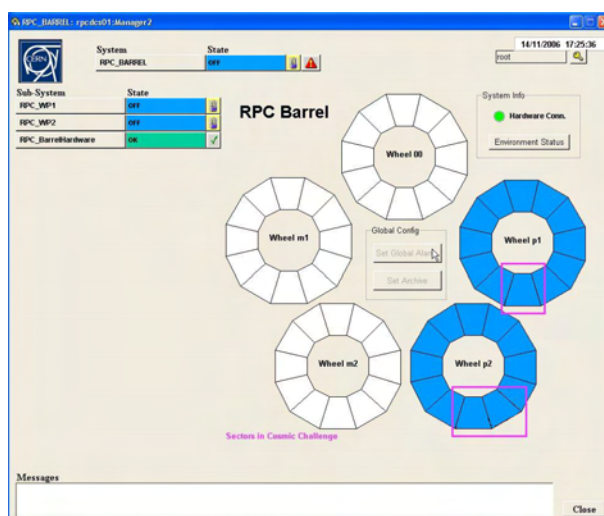 RPC_BARREL: rpcdcs01:Manager2
14/11/2006 17:25:36
CERN
System State
RPC_BARREL OFF
root
Sub-System State
RPC_WP1 OFF
RPC_WP2 OFF
RPC_BarrelHardware OK
RPC Barrel
System Info
Hardware Conn.
Environment Status
Wheel 00
Wheel m1
Global Config
Set Global Alarm
Set Archive
Wheel p1
Wheel m2
Wheel p2
Sectors in Cosmic Challenge
Messages
Close